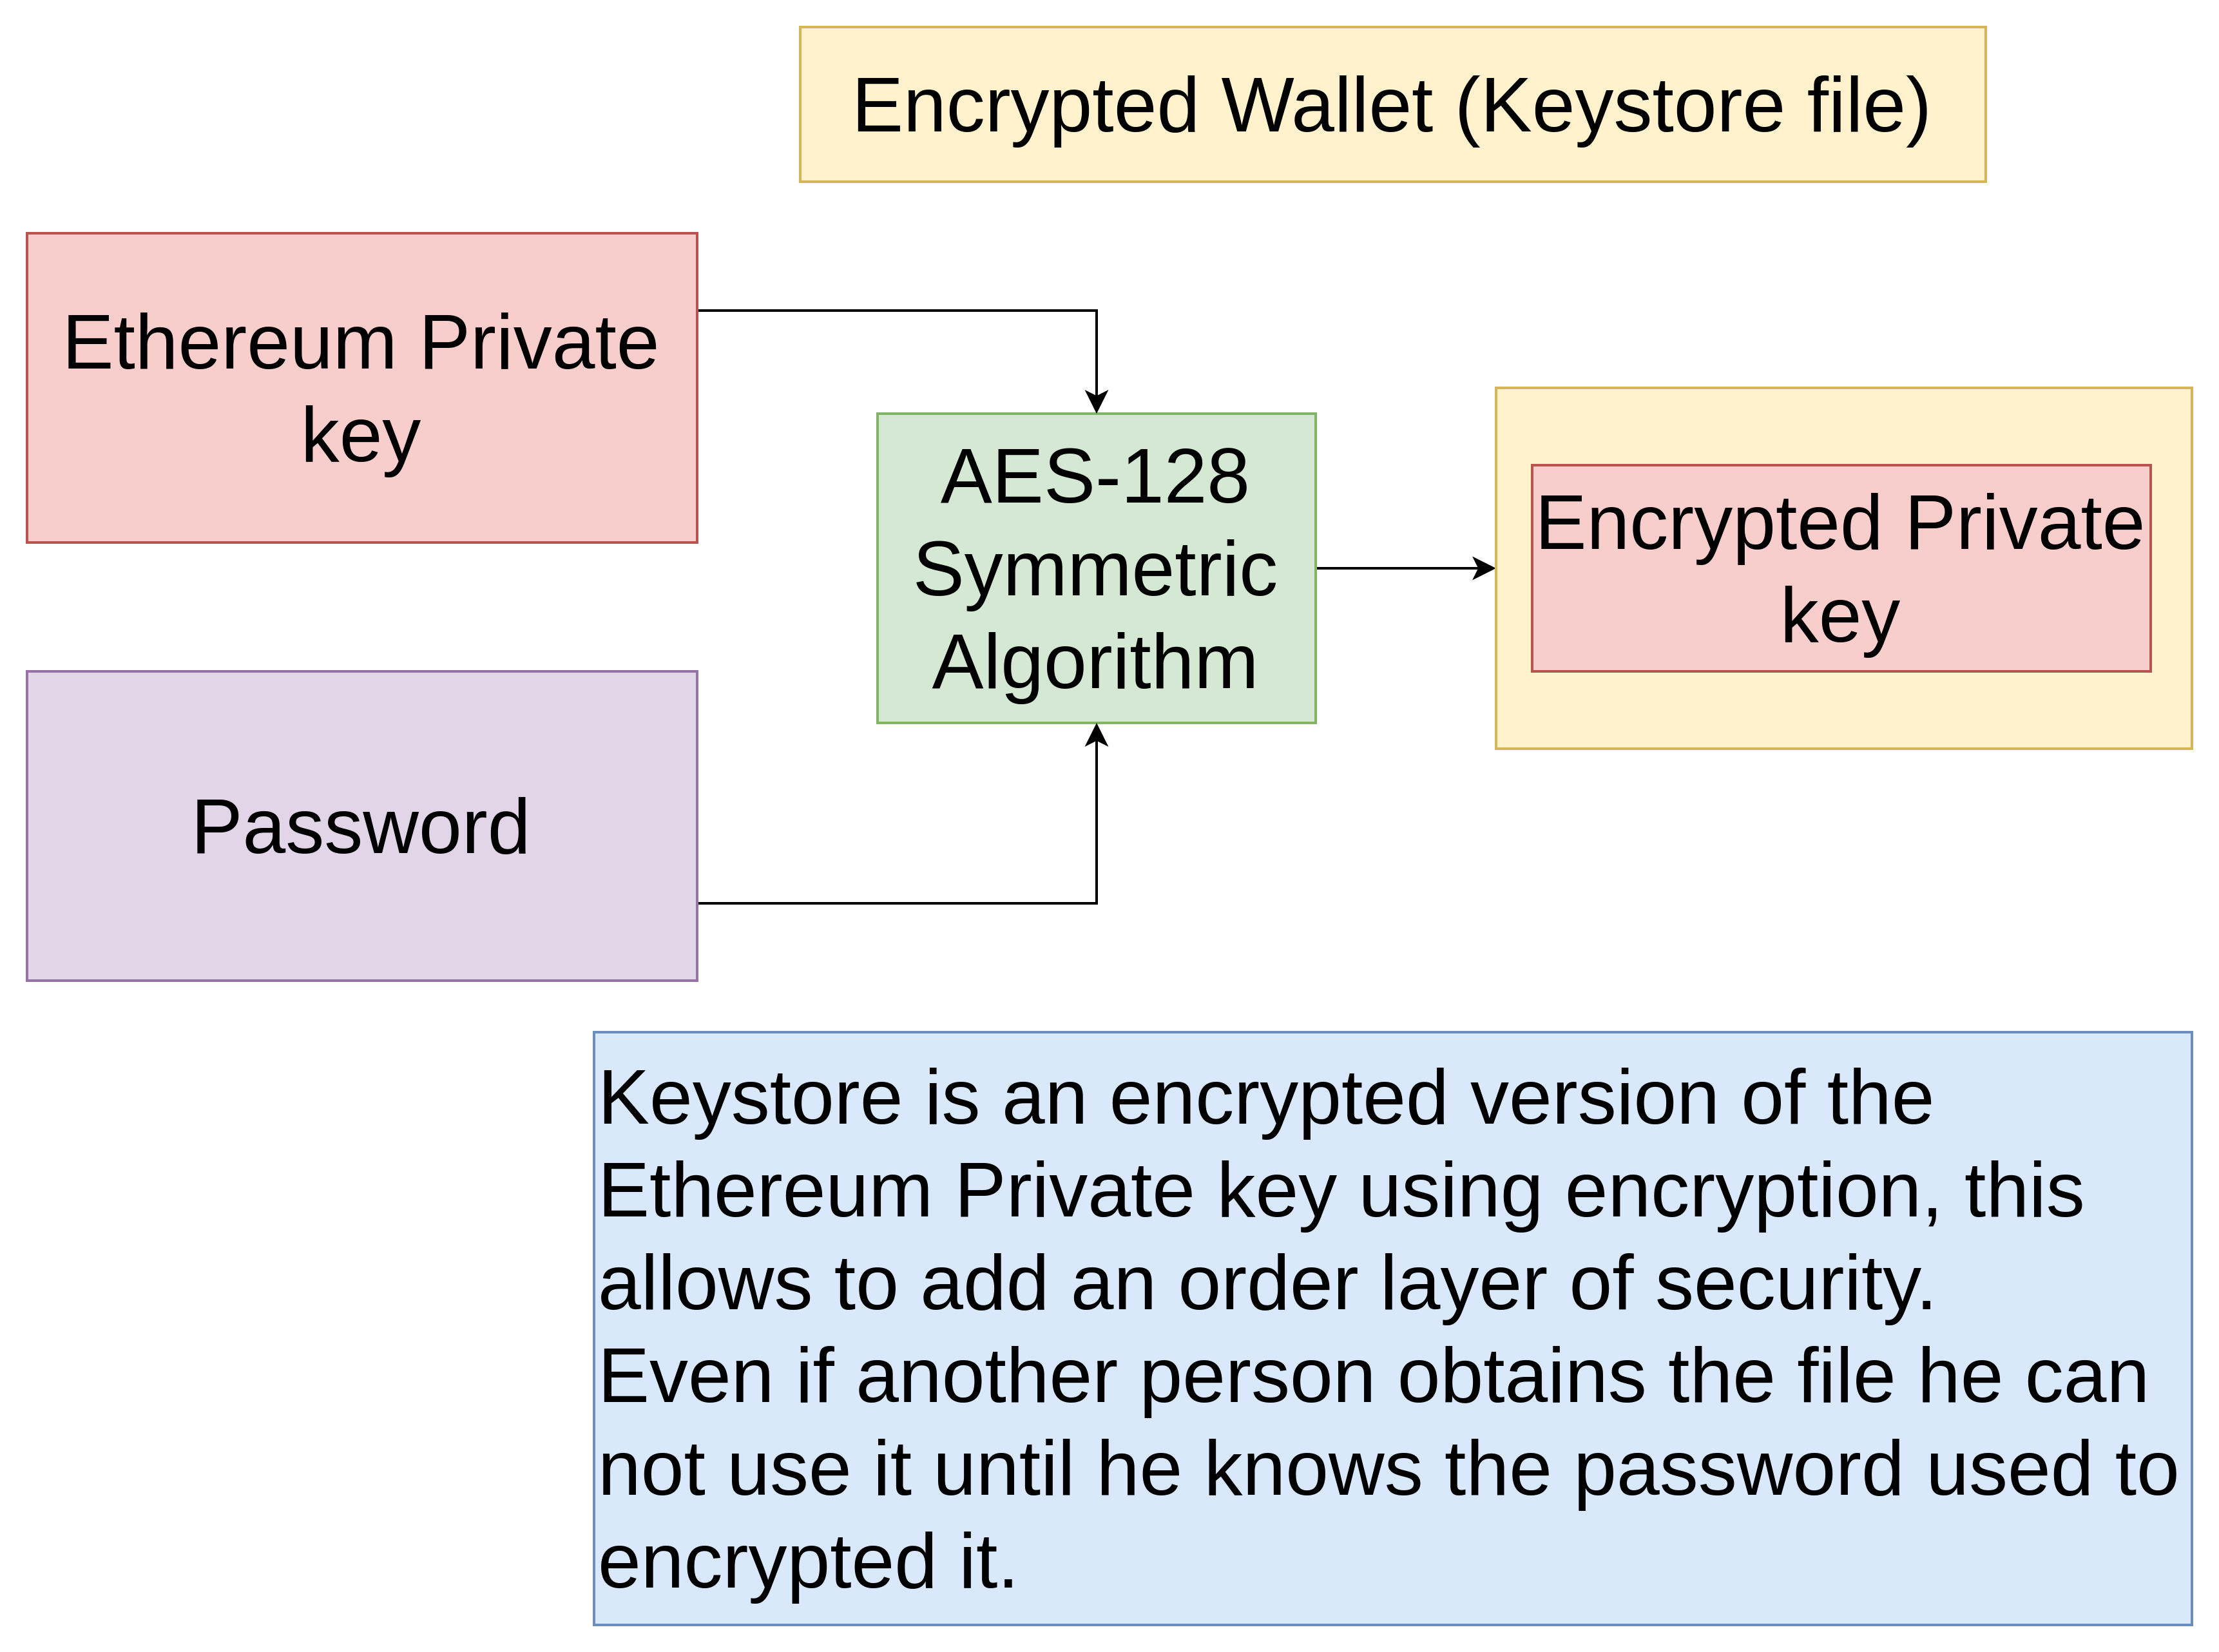 Encrypted Wallet (Keystore file)
Ethereum Private
key
AES-128
Symmetric
Algorithm
Encrypted Private
key
Password
Keystore is an encrypted version of the
Ethereum Private key using encryption, this
allows to add an order layer of security.
Even if another person obtains the file he can
not use it until he knows the password used to
encrypted it.